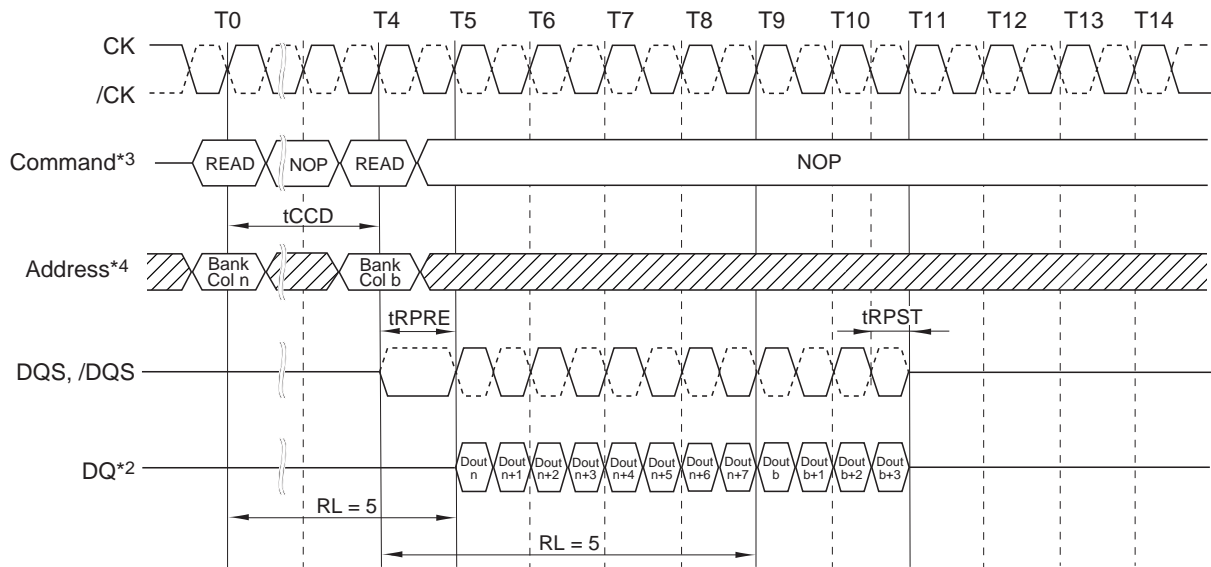 T0 T4 T5 T6 T7 T8 T9 T10 T11 T12 T13 T14
CK
/CK
Command*3
READ NOP READ NOP
tCCD
Address*4
Bank Col n
Bank Col b
tRPRE
tRPST
DQS, /DQS
DQ*2
Dout n
Dout n+1
Dout n+2
Dout n+3
Dout n+4
Dout n+5
Dout n+6
Dout n+7
Dout b
Dout b+1
Dout b+2
Dout b+3
RL = 5
RL = 5